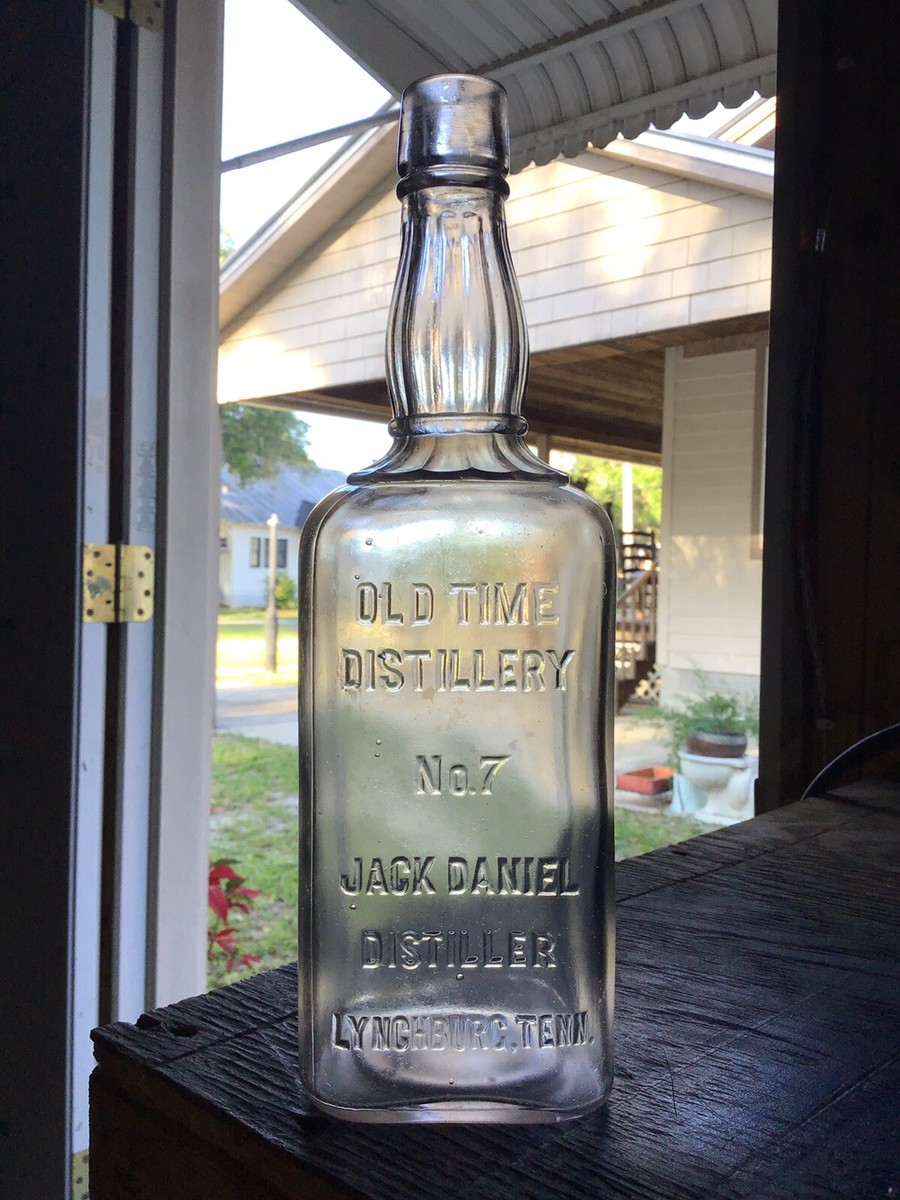 OLD TIME
DISTILLERY
No.7
JACK DANIEL
DISTILLER
LYNCHBURG, TENN.